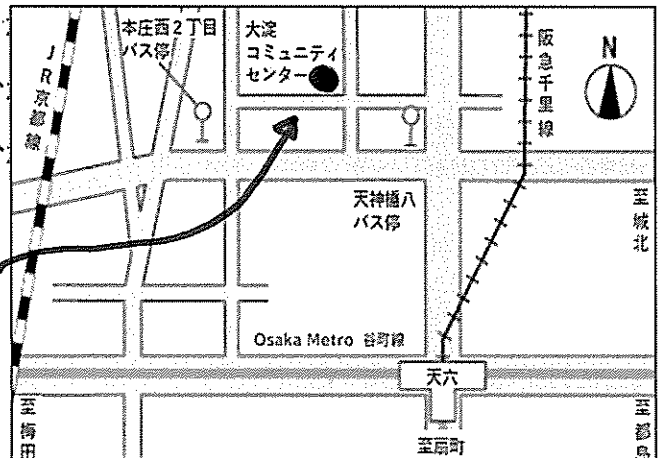 本庄西2丁目
バス停
大淀
コミュニティ
センター
JR京都線
阪急千里線
N
天神橋八
バス停
至城北
Osaka Metro 谷町線
天六
至梅田
至扇町
至都島